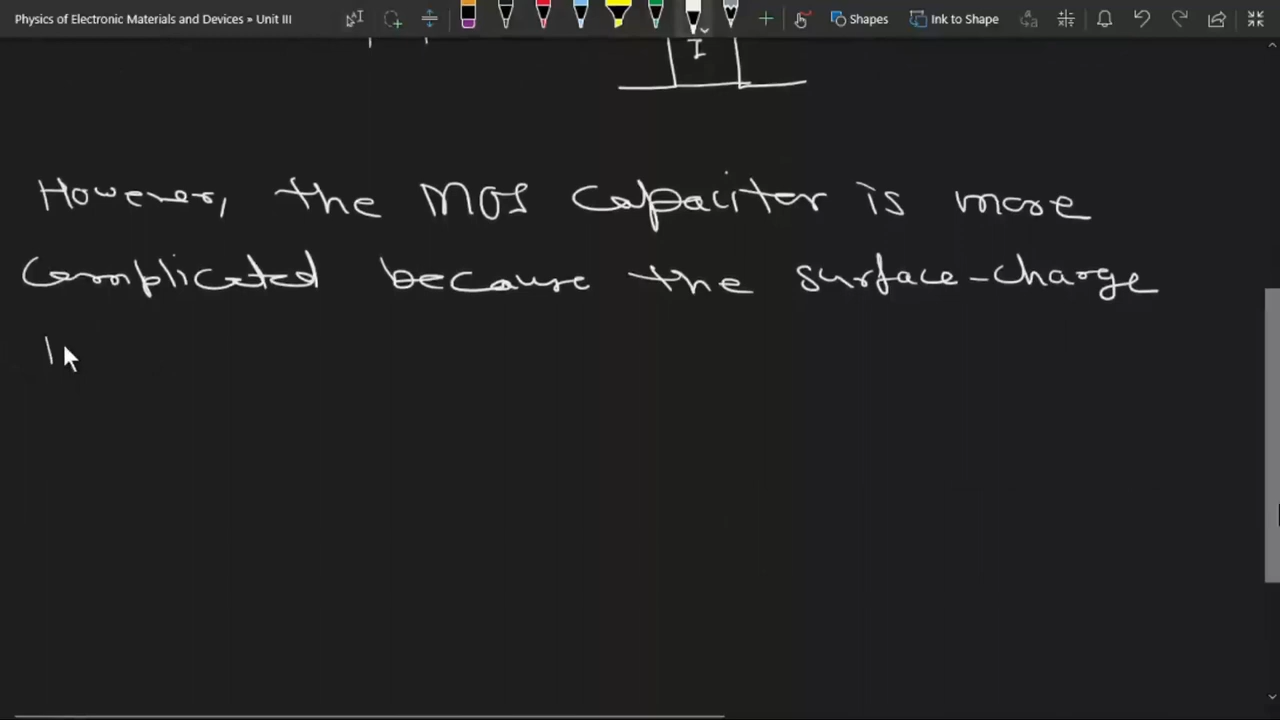 Physics of Electronic Materials and Devices » Unit III
Shapes
Ink to Shape
I
However, the MOS Capacitor is more
complicated because the surface-charge